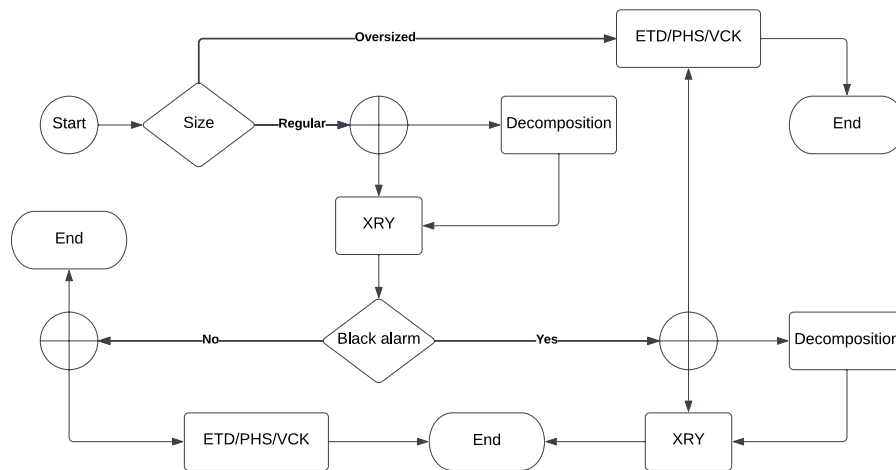 Oversized
ETD/PHS/VCK
Start
Size
Regular
Decomposition
End
XRY
End
No
Black alarm
Yes
Decomposition
ETD/PHS/VCK
End
XRY